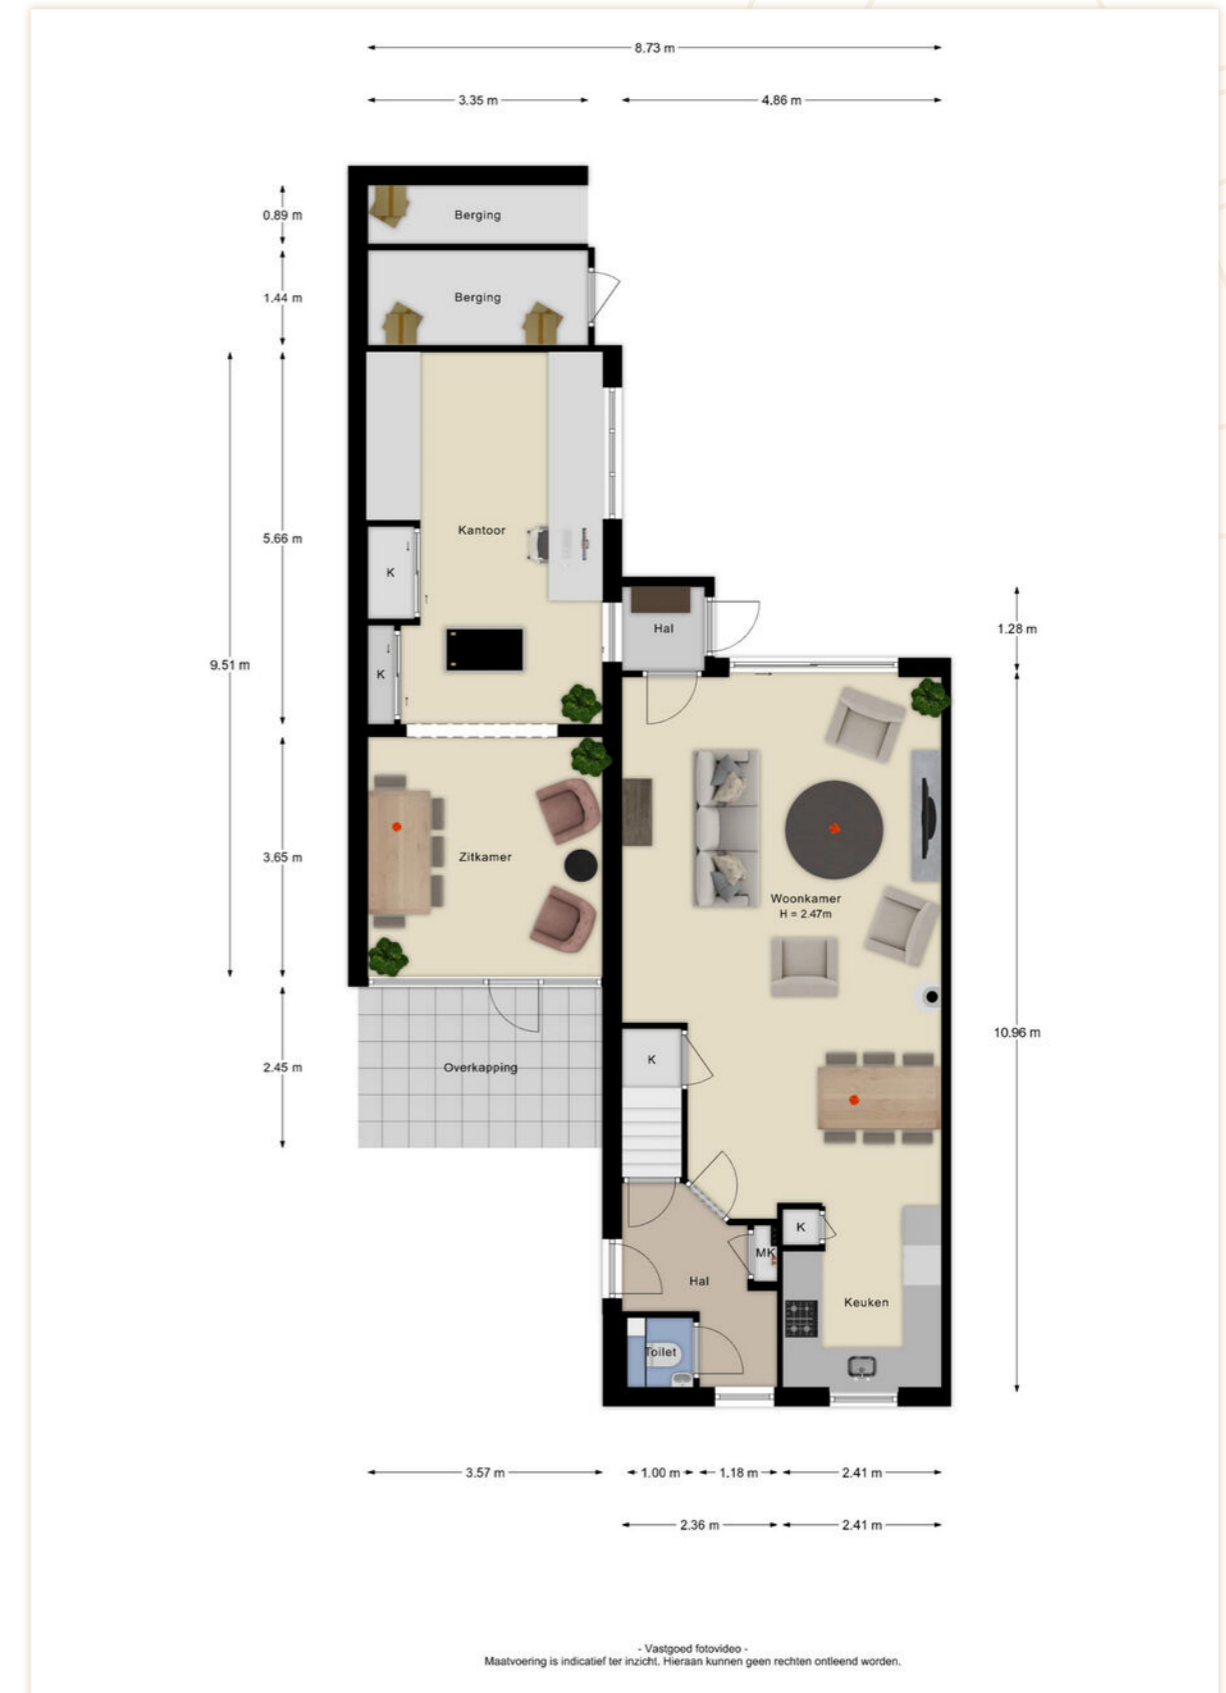 8.73 m
3.35 m
4.86 m
0.89 m
Berging
1.44 m
Berging
5.66 m
Kantoor
K
Hal
1.28 m
9.51 m
K
3.65 m
Zitkamer
Woonkamer
H = 2.47m
10.96 m
2.45 m
Overkapping
K
K
MK
Hal
Keuken
Toilet
3.57 m
1.00 m
1.18 m
2.41 m
2.36 m
2.41 m
- Vastgoed fotovideo -
Maatvoering is indicatief ter inzicht. Hieraan kunnen geen rechten ontleend worden.